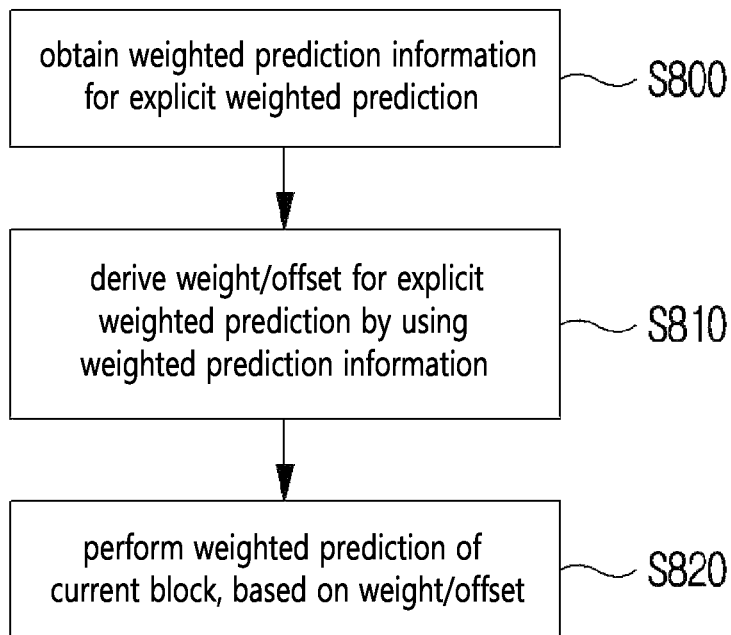 obtain weighted prediction information
for explicit weighted prediction
S800
derive weight/offset for explicit
weighted prediction by using
weighted prediction information
S810
perform weighted prediction of
current block, based on weight/offset
S820